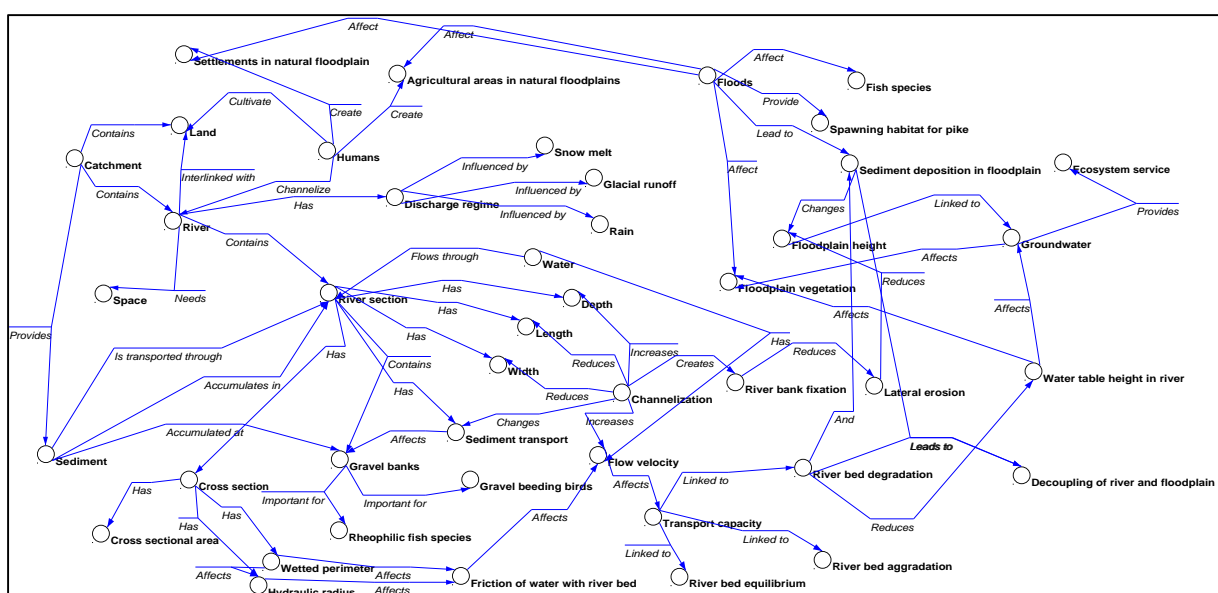 Affect
Affect
Settlements in natural floodplain
Affect
Agricultural areas in natural floodplains
Floods
Fish species
Cultivate
Create
Create
Provide
Contains
Land
Spawning habitat for pike
Lead to
Catchment
Humans
Snow melt
Affect
Sediment deposition in floodplain
Ecosystem service
Interlinked with
Contains
Channelize
Influenced by
Glacial runoff
Has
Discharge regime
Changes
Linked to
Provides
Influenced by
River
Rain
Floodplain height
Groundwater
Contains
Flows through
Water
Affects
Reduces
Space
Needs
River section
Has
Depth
Floodplain vegetation
Affects
Affects
Has
Length
Provides
Has
Has
Has
Is transported through
Increases
Reduces
Contains
Reduces
Width
Creates
River bank fixation
Lateral erosion
Water table height in river
Accumulates in
Has
Reduces
Channelization
Changes
Increases
And
Accumulated at
Affects
Sediment transport
Leads to
Sediment
Gravel banks
Flow velocity
River bed degradation
Decoupling of river and floodplain
Cross section
Gravel beeding birds
Affects
Linked to
Has
Important for
Important for
Has
Has
Affects
Transport capacity
Reduces
Cross sectional area
Rheophilic fish species
Linked to
Linked to
Wetted perimeter
River bed aggradation
Affects
Affects
Friction of water with river bed
River bed equilibrium
Hydraulic radius
Affects